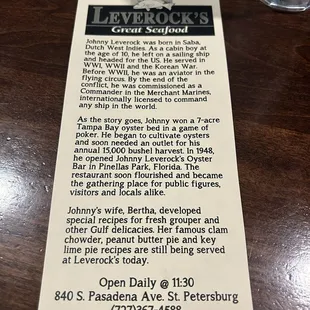 LEVEROCK'S
Great Seafood
Johnny Leverock was born in Saba,
Dutch West Indies. As a cabin boy at
the age of 10, he left on a sailing ship
and headed for the US. He served in
WWI, WWII and the Korean War.
Before WWII, he was an aviator in the
flying circus. By the end of the
conflict, he was commissioned as a
Commander in the Merchant Marines,
internationally licensed to command
any ship in the world.
As the story goes, Johnny won a 7-acre
Tampa Bay oyster bed in a game of
poker. He began to cultivate oysters
and soon needed an outlet for his
annual 15,000 bushel harvest. In 1948,
he opened Johnny Leverock's Oyster
Bar in Pinellas Park, Florida. The
restaurant soon flourished and became
the gathering place for public figures,
visitors and locals alike.
Johnny's wife, Bertha, developed
special recipes for fresh grouper and
other Gulf delicacies. Her famous clam
chowder, peanut butter pie and key
lime pie recipes are still being served
at Leverock's today.
Open Daily @ 11:30
840 S. Pasadena Ave. St. Petersburg
(727)367-4588